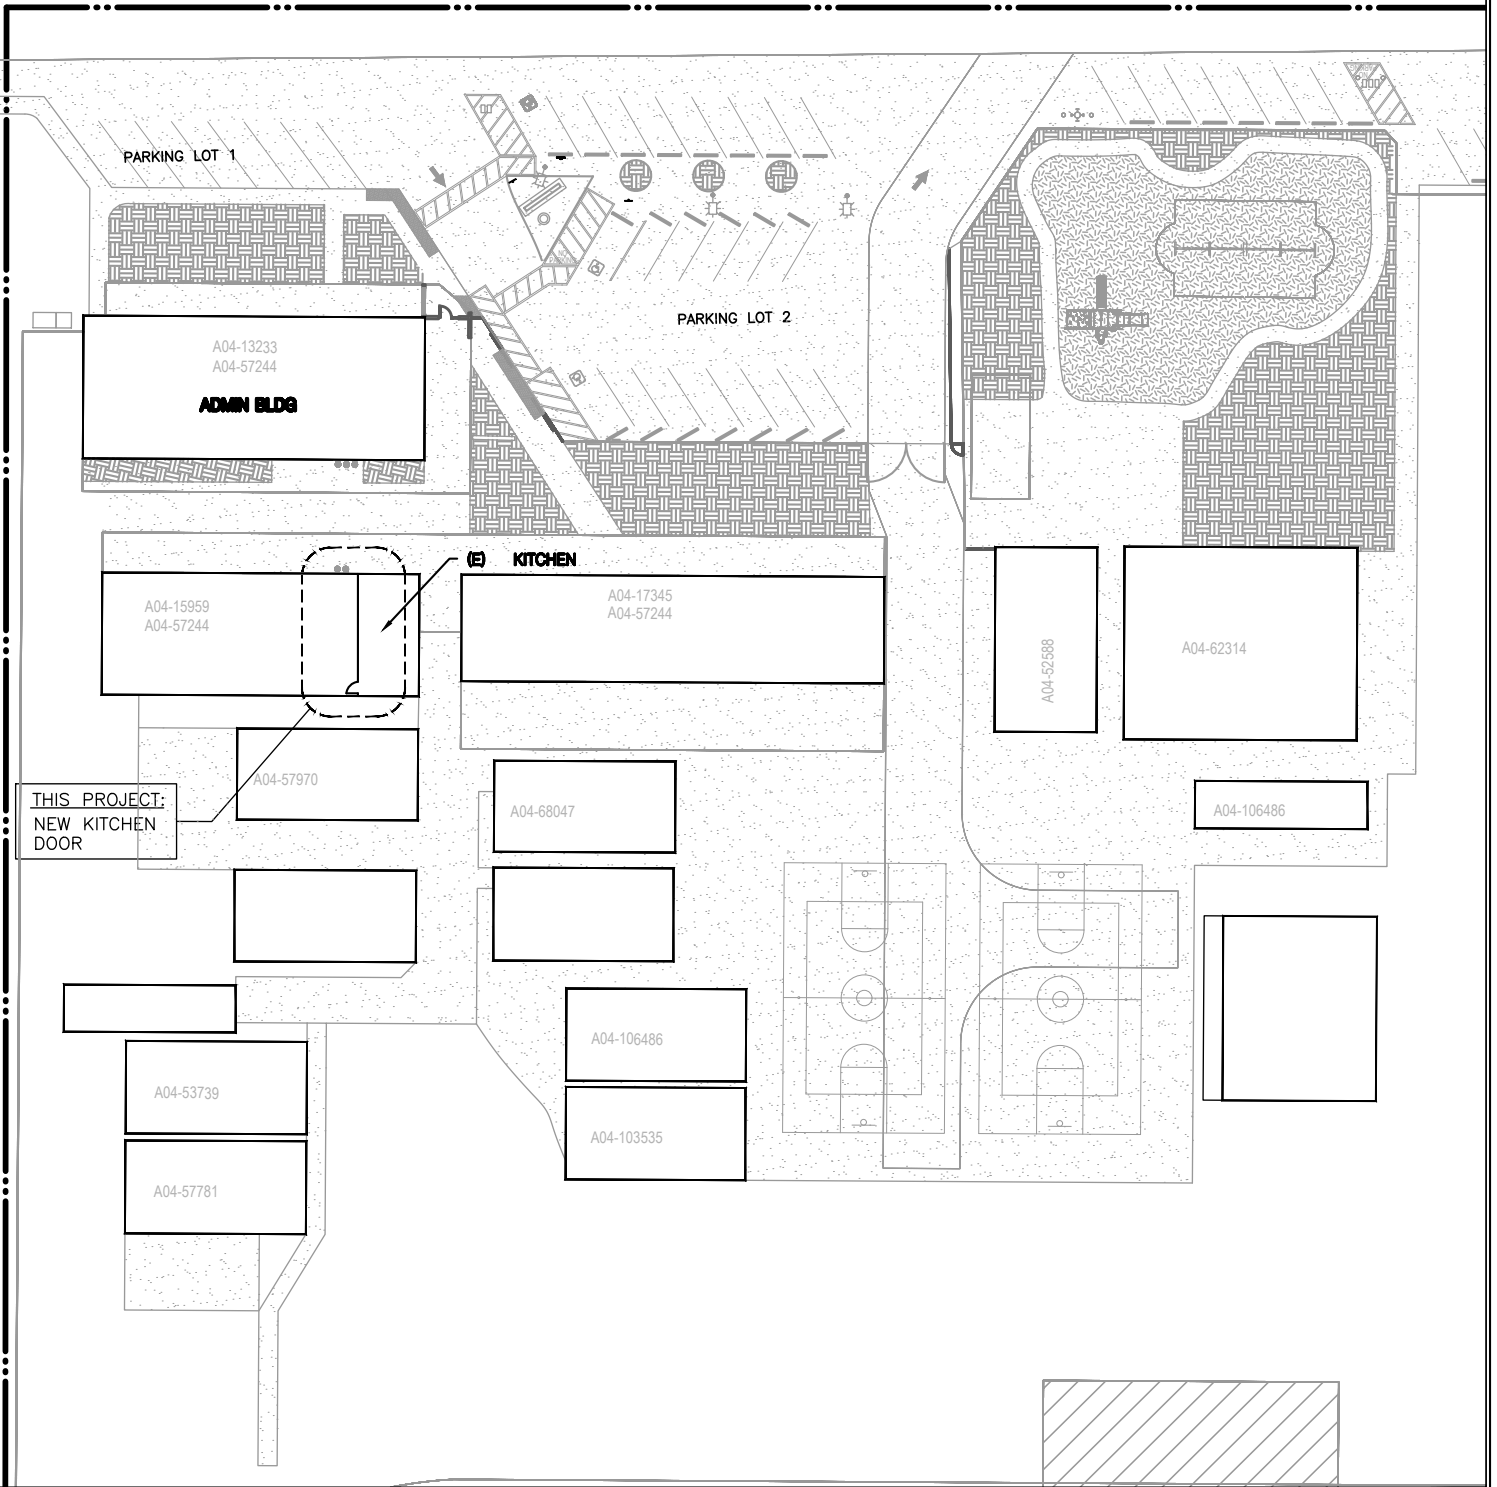 PARKING LOT 1
PARKING LOT 2
A04-13233
A04-57244
ADMIN BLDG
(E) KITCHEN
A04-15959
A04-57244
A04-17345
A04-57244
A04-52588
A04-62314
A04-57970
THIS PROJECT:
NEW KITCHEN
DOOR
A04-68047
A04-106486
A04-106486
A04-53739
A04-103535
A04-57781